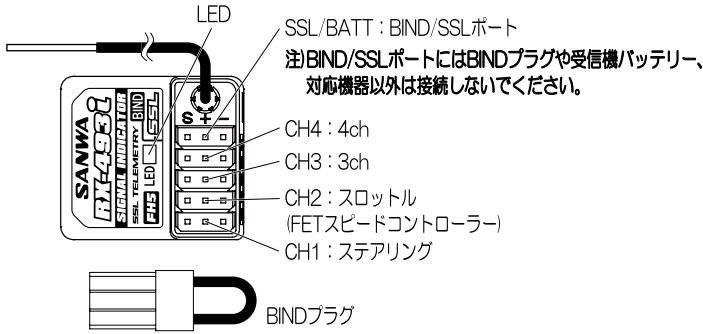 LED
SSL/BATT：BIND/SSLポート
注)BIND/SSLポートにはBINDプラグや受信機バッテリー、
対応機器以外は接続しないでください。
S + −
CH4：4ch
CH3：3ch
CH2：スロットル
(FETスピードコントローラー)
CH1：ステアリング
SANWA
RX-493i
SIGNAL INDICATOR
SSL TELEMETRY
FH5
LED
BIND
SSL
BINDプラグ